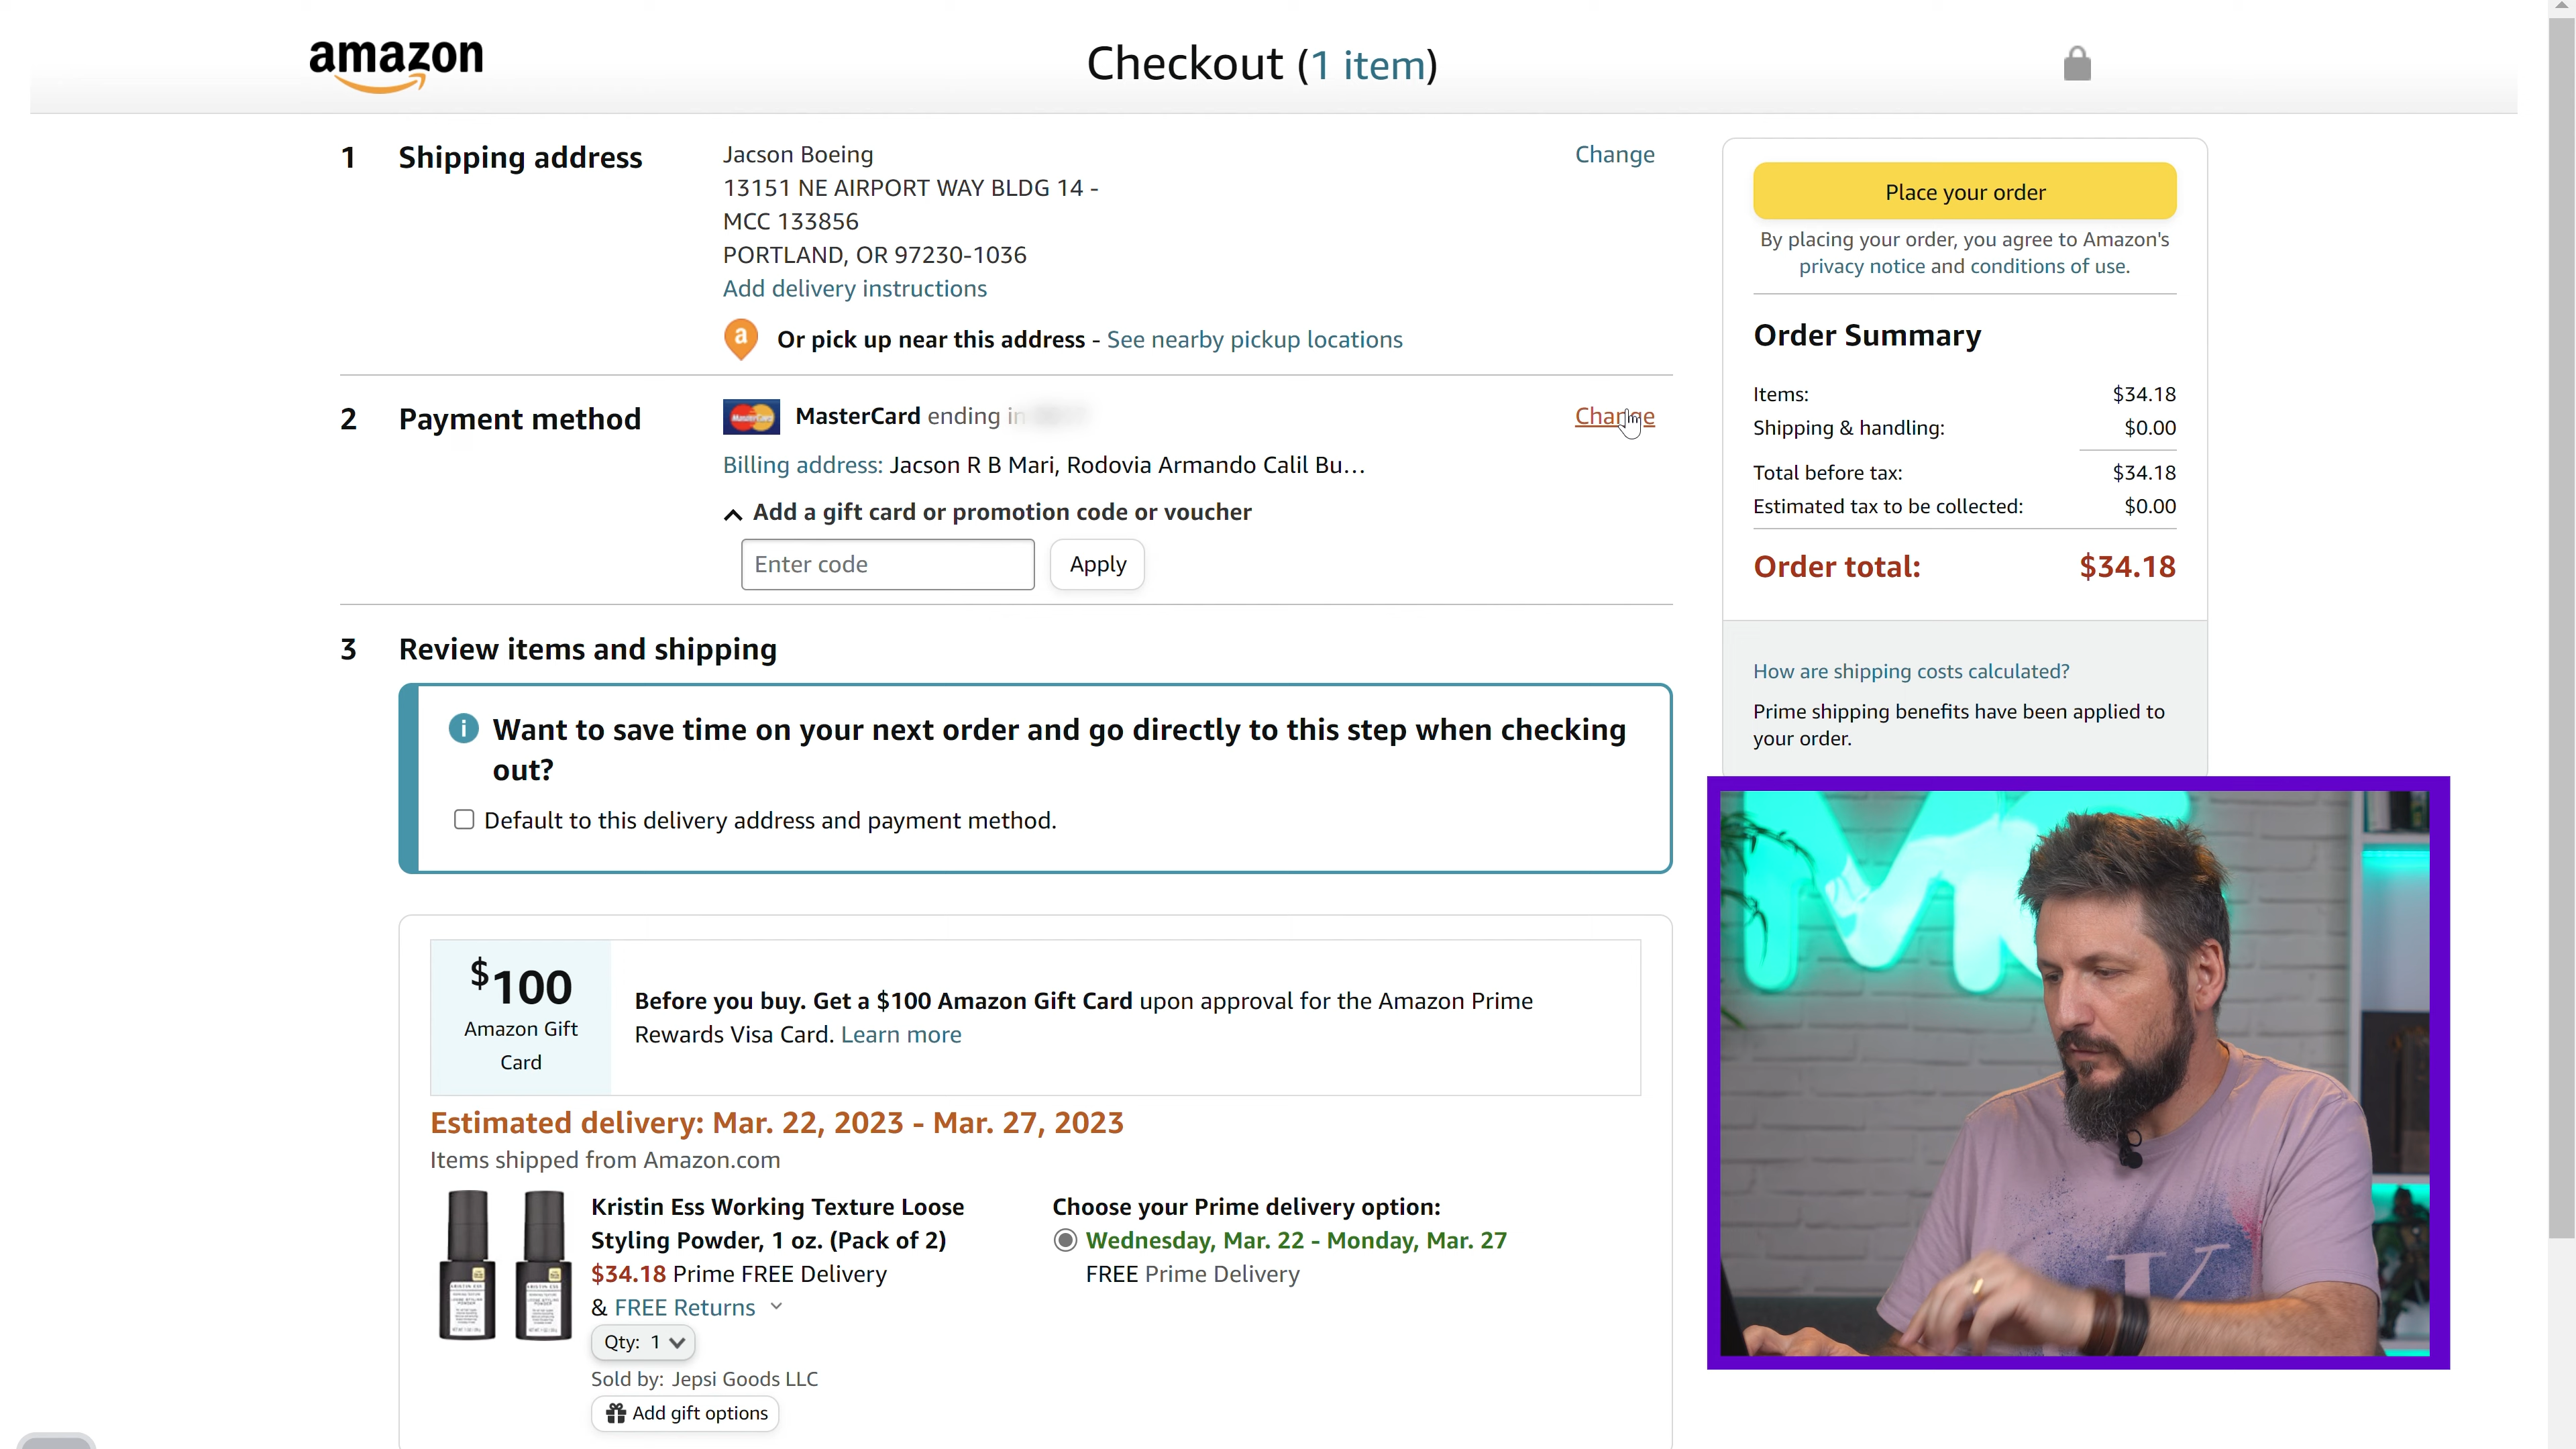 amazon
Checkout (1 item)
1 Shipping address
Jacson Boeing
13151 NE AIRPORT WAY BLDG 14 -
MCC 133856
PORTLAND, OR 97230-1036
Add delivery instructions
Change
a Or pick up near this address - See nearby pickup locations
2 Payment method
MasterCard MasterCard ending in
Change
Billing address: Jacson R B Mari, Rodovia Armando Calil Bu...
Add a gift card or promotion code or voucher
Enter code
Apply
3 Review items and shipping
Want to save time on your next order and go directly to this step when checking
out?
Default to this delivery address and payment method.
$100
Amazon Gift
Card
Before you buy. Get a $100 Amazon Gift Card upon approval for the Amazon Prime
Rewards Visa Card. Learn more
Estimated delivery: Mar. 22, 2023 - Mar. 27, 2023
Items shipped from Amazon.com
Kristin Ess Working Texture Loose
Styling Powder, 1 oz. (Pack of 2)
$34.18 Prime FREE Delivery
& FREE Returns
Qty: 1
Sold by: Jepsi Goods LLC
Add gift options
Choose your Prime delivery option:
Wednesday, Mar. 22 - Monday, Mar. 27
FREE Prime Delivery
Place your order
By placing your order, you agree to Amazon's
privacy notice and conditions of use.
Order Summary
Items: $34.18
Shipping & handling: $0.00
Total before tax: $34.18
Estimated tax to be collected: $0.00
Order total: $34.18
How are shipping costs calculated?
Prime shipping benefits have been applied to
your order.